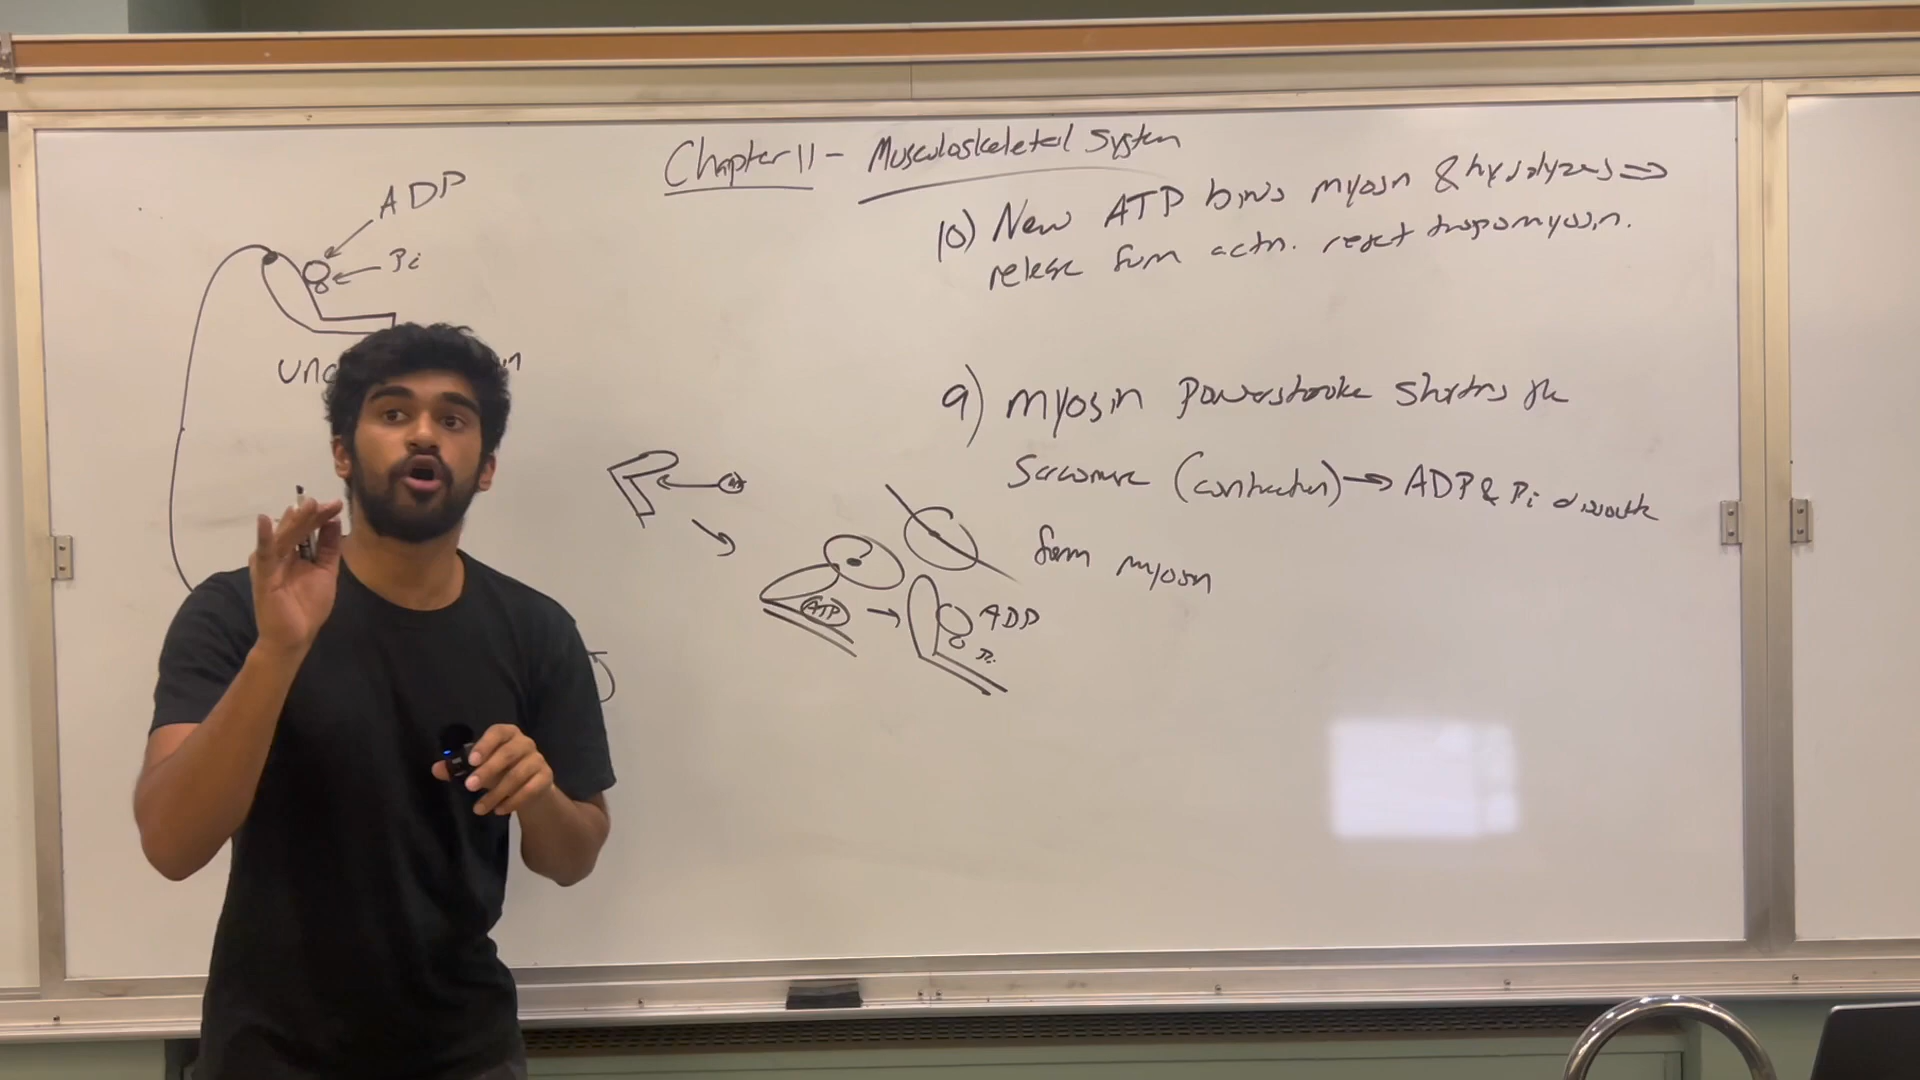 Chapter 11 - Musculoskeletal System
ADP
Pi
10) New ATP binds myosin & hydrolyzes ⇒
release from actin. reset tropomyosin.
9) myosin Powerstroke shortens the
Sarcomere (contraction) → ADP & Pi dissociate
from myosin
ATP
ADP
Pi